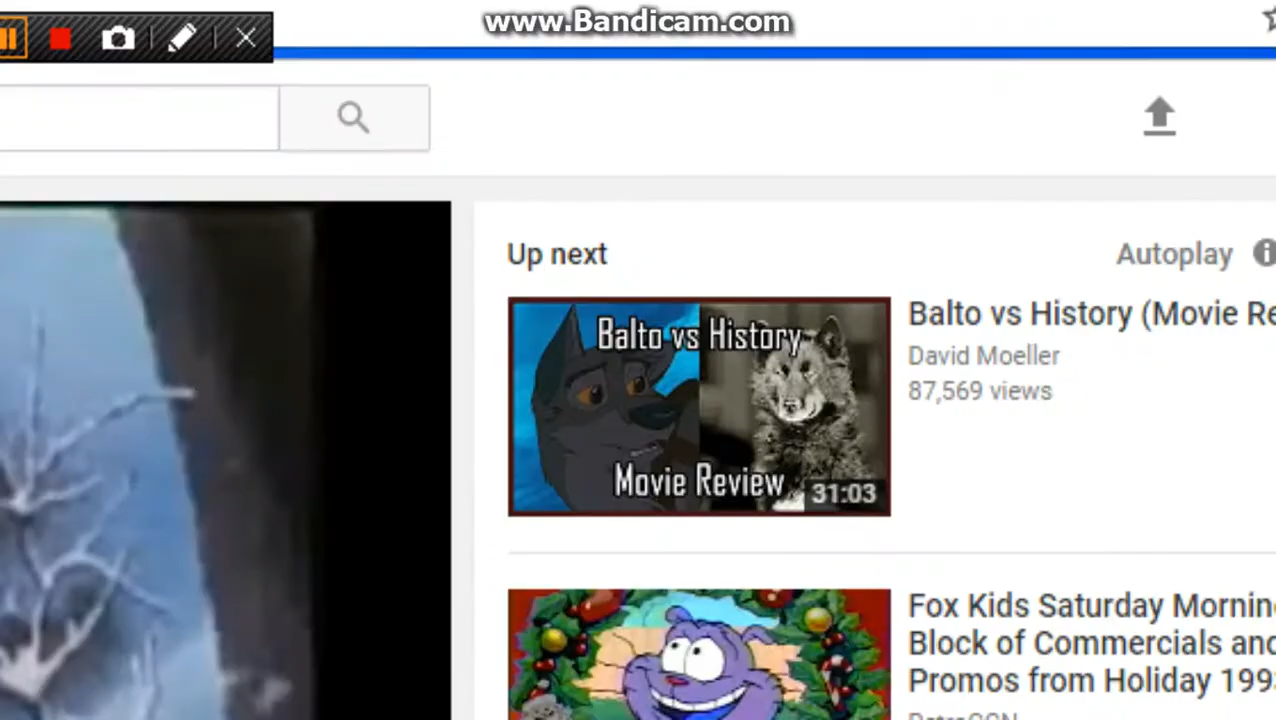 www.Bandicam.com
Up next
Autoplay
Balto vs History
Movie Review
31:03
Balto vs History (Movie Re
David Moeller
87,569 views
Fox Kids Saturday Mornin
Block of Commercials and
Promos from Holiday 199